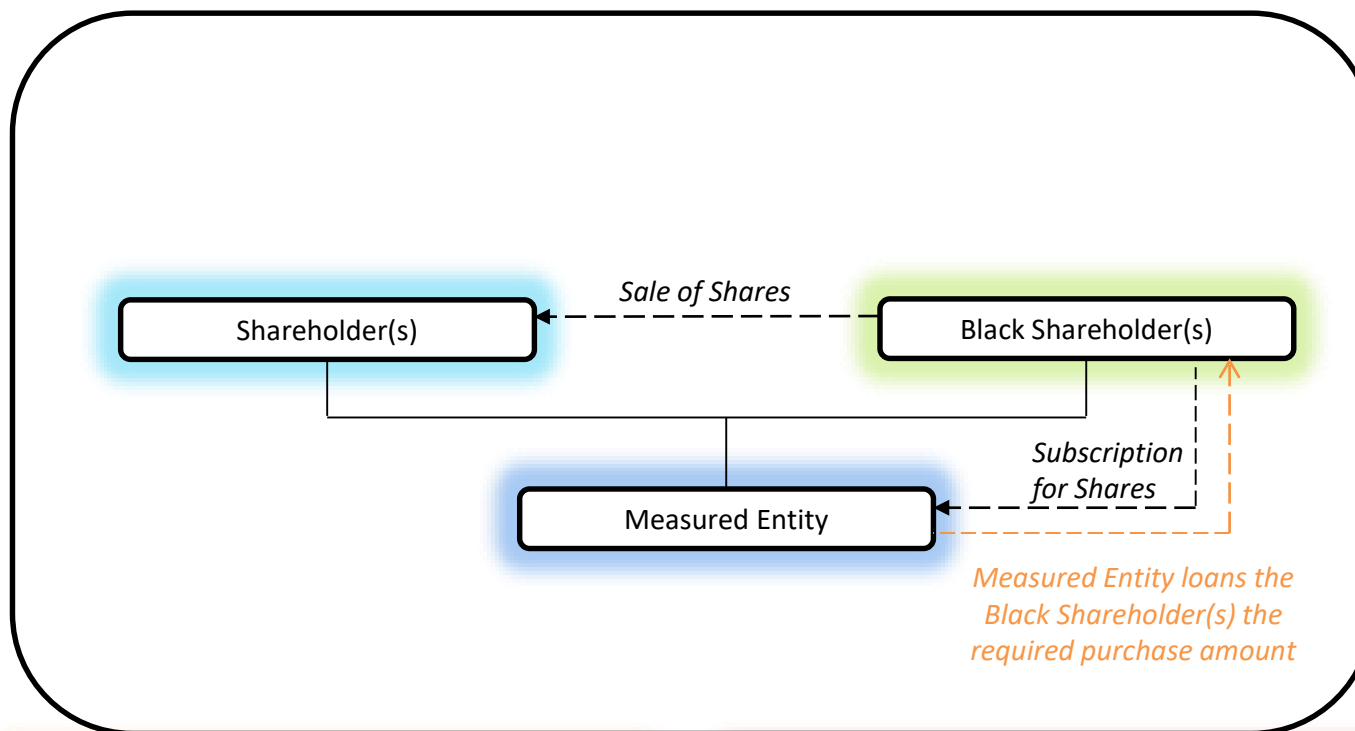 Sale of Shares
Shareholder(s)
Black Shareholder(s)
Subscription
for Shares
Measured Entity
Measured Entity loans the
Black Shareholder(s) the
required purchase amount